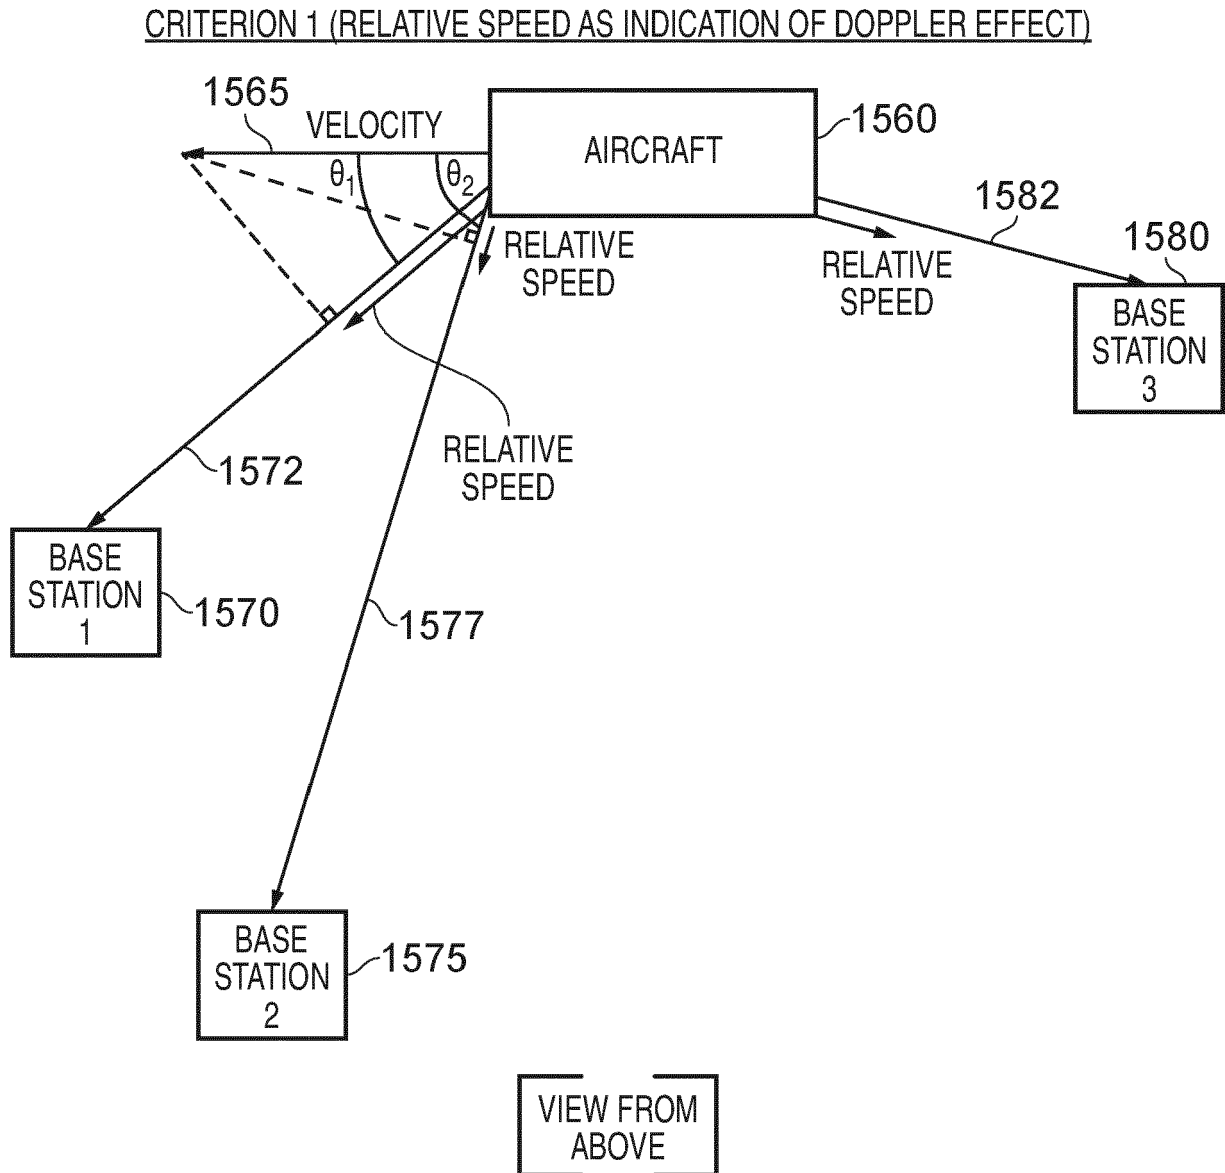 CRITERION 1 (RELATIVE SPEED AS INDICATION OF DOPPLER EFFECT)
1565
VELOCITY
θ1
θ2
AIRCRAFT
1560
RELATIVE
SPEED
RELATIVE
SPEED
1582
1580
BASE
STATION
3
RELATIVE
SPEED
1572
BASE
STATION
1
1570
1577
BASE
STATION
2
1575
VIEW FROM
ABOVE